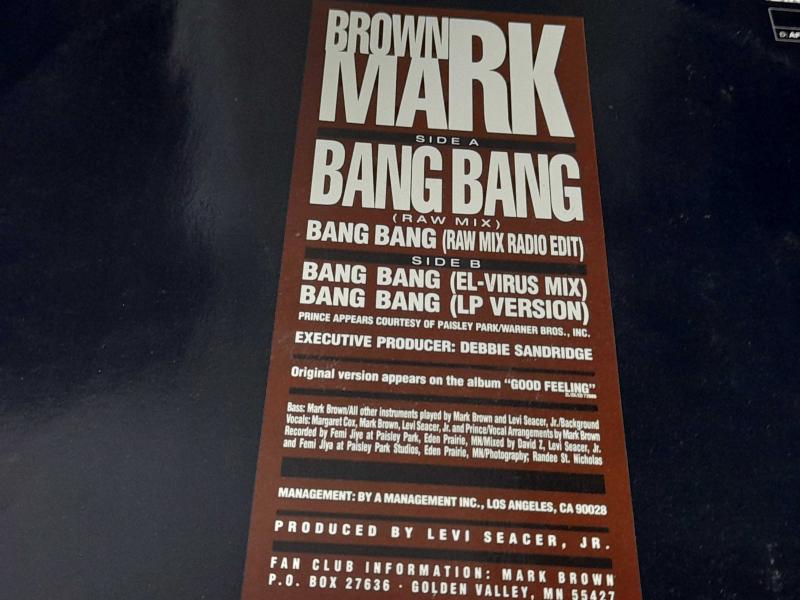 BROWN
MARK
SIDE A
BANG BANG
(RAW MIX)
BANG BANG (RAW MIX RADIO EDIT)
SIDE B
BANG BANG (EL-VIRUS MIX)
BANG BANG (LP VERSION)
PRINCE APPEARS COURTESY OF PAISLEY PARK/WARNER BROS., INC.
EXECUTIVE PRODUCER: DEBBIE SANDRIDGE
Original version appears on the album "GOOD FEELING"
Bass: Mark Brown/All other instruments played by Mark Brown and Levi Seacer, Jr./Background
Vocals: Margaret Cox, Mark Brown, Levi Seacer, Jr. and Prince/Vocal Arrangements by Mark Brown
Recorded by Femi Jiya at Paisley Park, Eden Prairie, MN/Mixed by David Z, Levi Seacer, Jr.
and Femi Jiya at Paisley Park Studios, Eden Prairie, MN/Photography; Randee St. Nicholas
MANAGEMENT: BY A MANAGEMENT INC., LOS ANGELES, CA 90028
PRODUCED BY LEVI SEACER, JR.
FAN CLUB INFORMATION: MARK BROWN
P.O. BOX 27636 · GOLDEN VALLEY, MN 55427